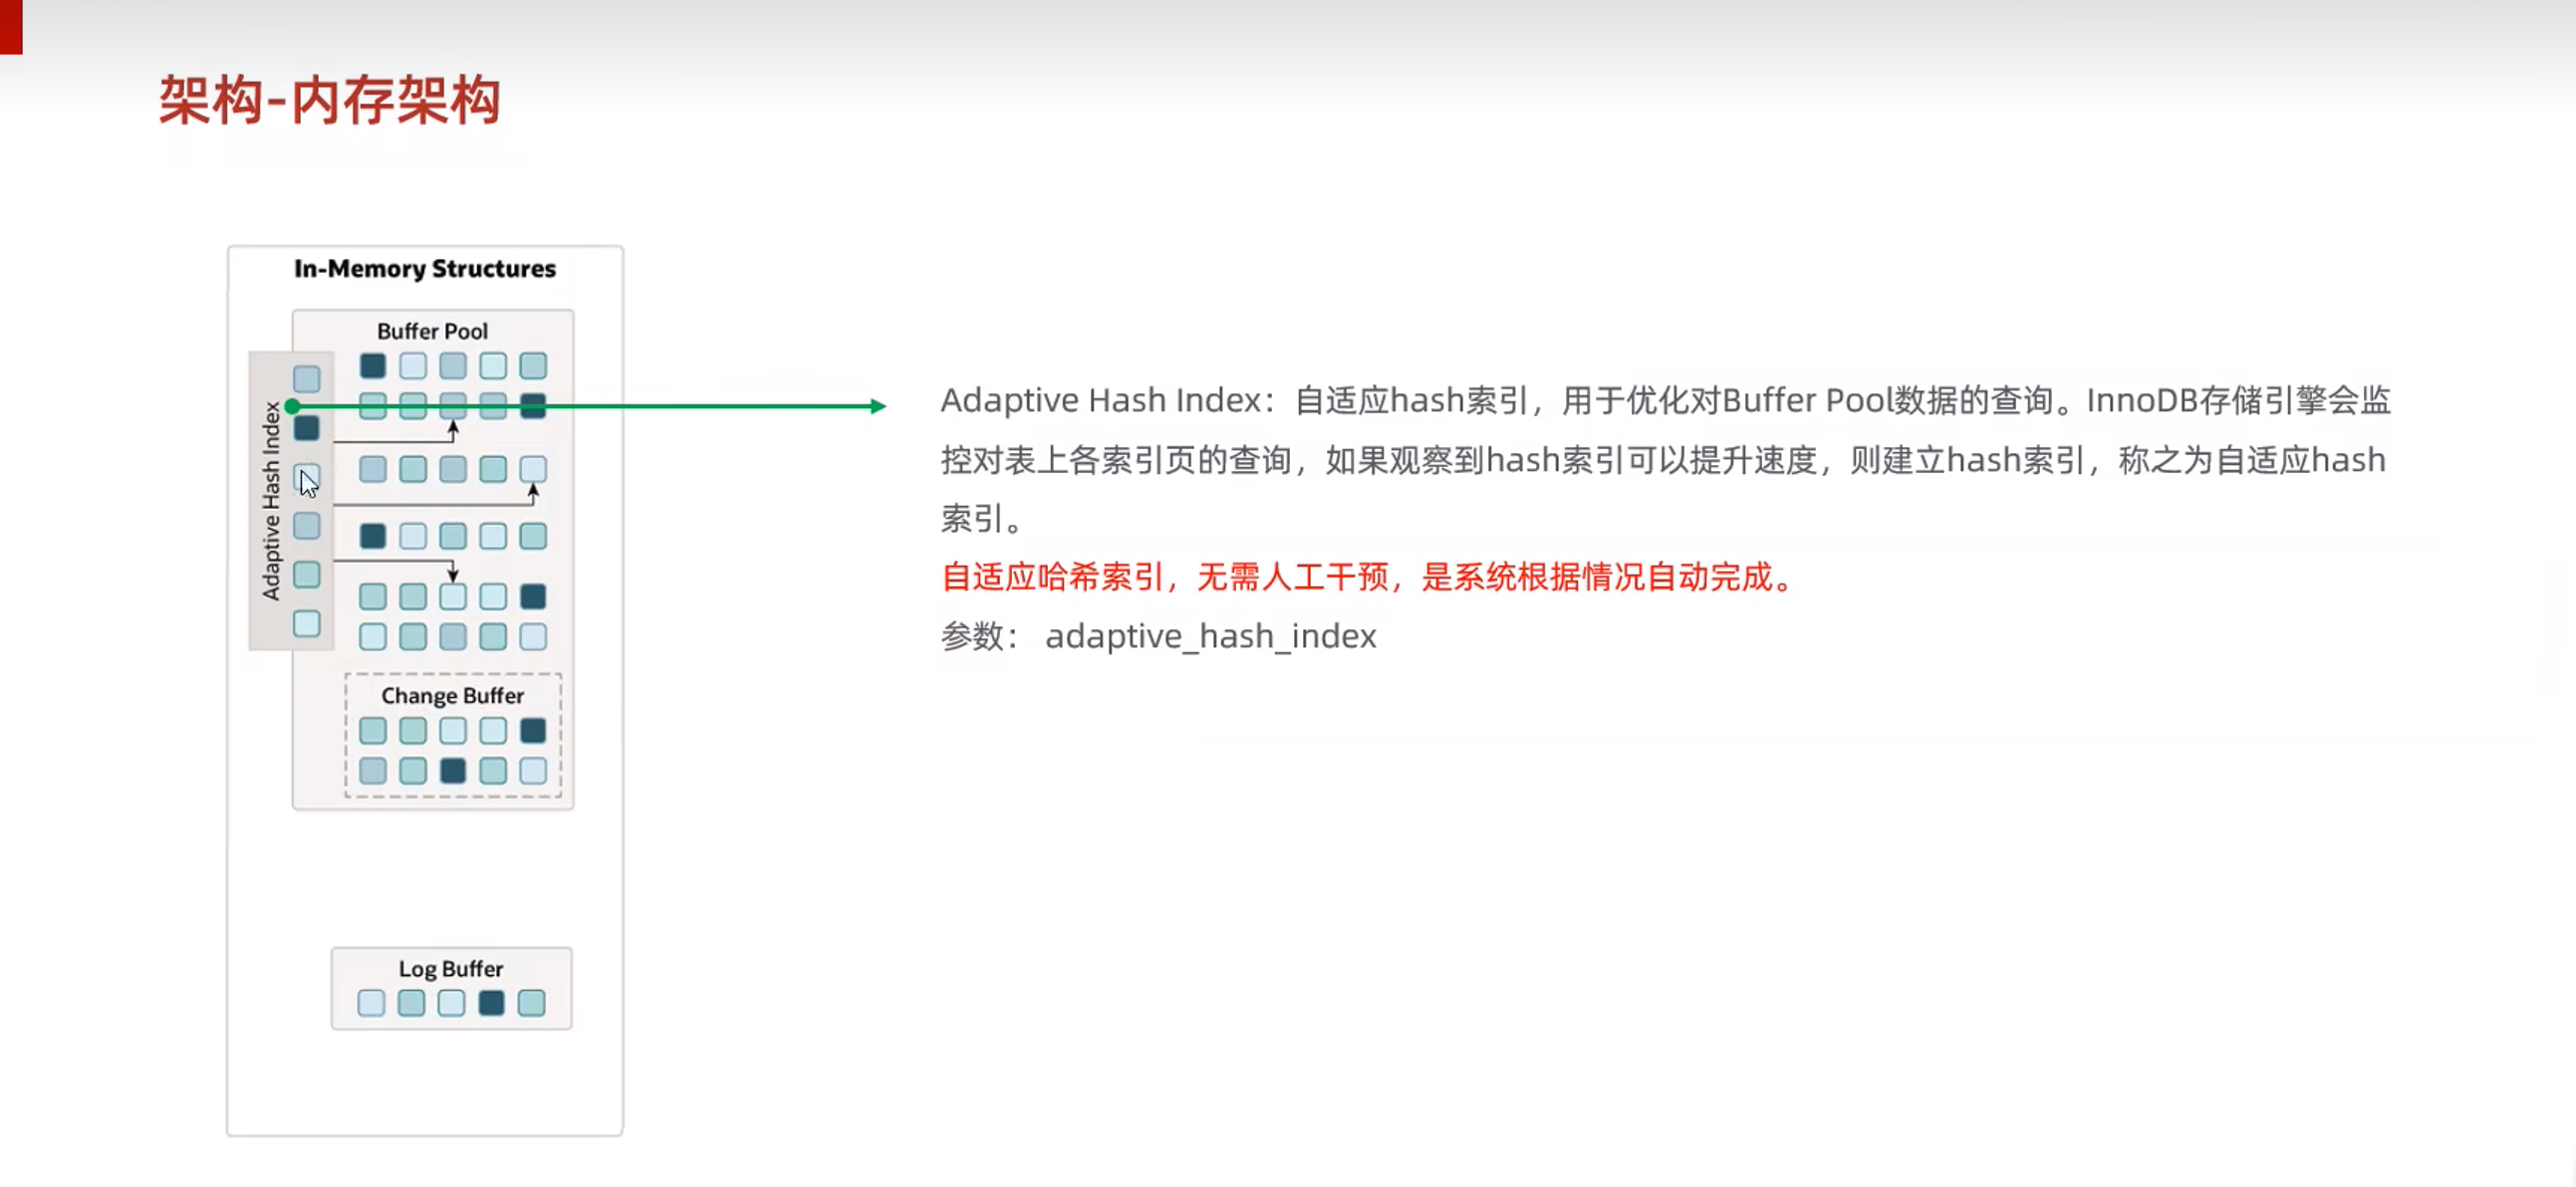 架构-内存架构
In-Memory Structures
Buffer Pool
Adaptive Hash Index
Change Buffer
Log Buffer
Adaptive Hash Index：自适应hash索引，用于优化对Buffer Pool数据的查询。InnoDB存储引擎会监
控对表上各索引页的查询，如果观察到hash索引可以提升速度，则建立hash索引，称之为自适应hash
索引。
自适应哈希索引，无需人工干预，是系统根据情况自动完成。
参数： adaptive_hash_index